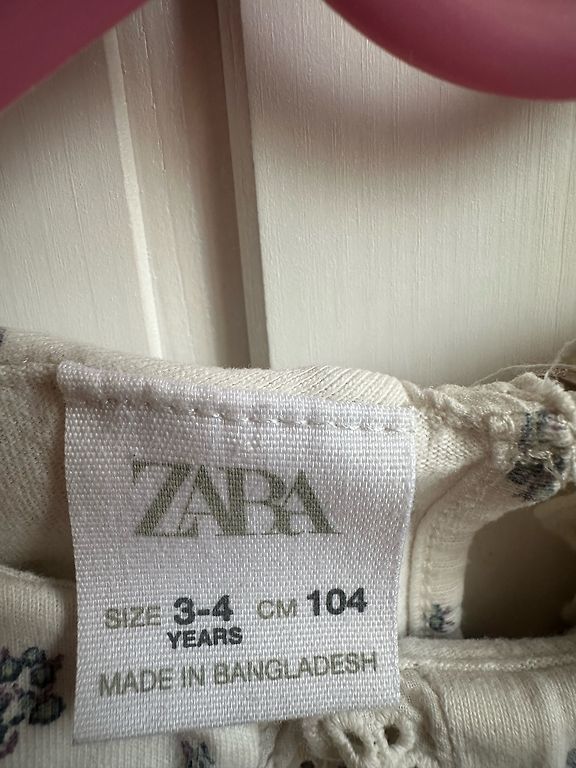 ZARA
SIZE 3-4 CM 104
YEARS
MADE IN BANGLADESH